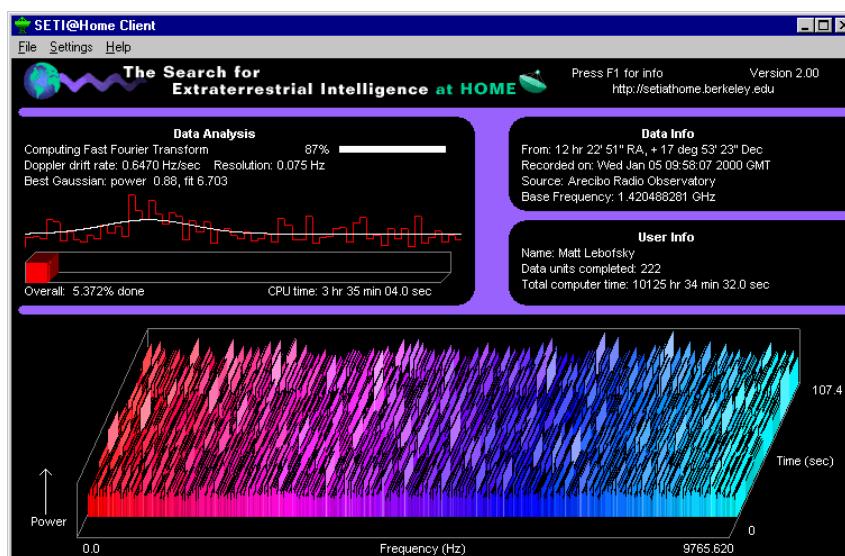 SETI@Home Client
File Settings Help
The Search for
Extraterrestrial Intelligence at HOME
Press F1 for info Version 2.00
http://setiathome.berkeley.edu
Data Analysis
Computing Fast Fourier Transform 87%
Doppler drift rate: 0.6470 Hz/sec Resolution: 0.075 Hz
Best Gaussian: power 0.88, fit 6.703
Overall: 5.372% done CPU time: 3 hr 35 min 04.0 sec
Data Info
From: 12 hr 22' 51" RA, + 17 deg 53' 23" Dec
Recorded on: Wed Jan 05 09:58:07 2000 GMT
Source: Arecibo Radio Observatory
Base Frequency: 1.420488281 GHz
User Info
Name: Matt Lebofsky
Data units completed: 222
Total computer time: 10125 hr 34 min 32.0 sec
107.4
Time (sec)
Power
0
0.0 Frequency (Hz) 9765.620